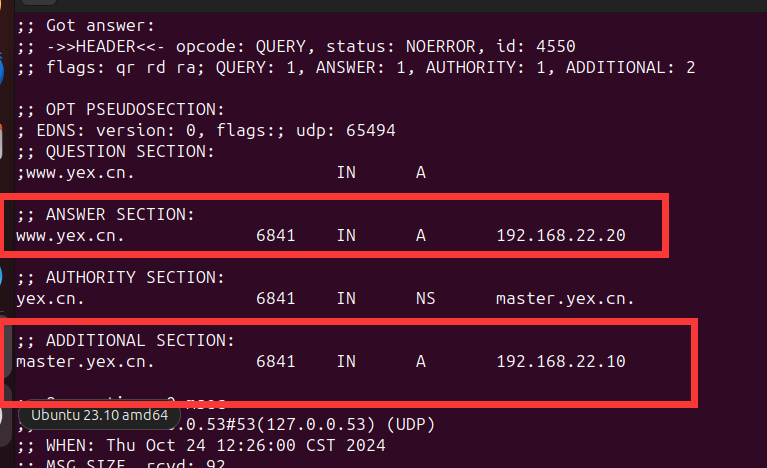 ;; Got answer:
;; ->>HEADER<<- opcode: QUERY, status: NOERROR, id: 4550
;; flags: qr rd ra; QUERY: 1, ANSWER: 1, AUTHORITY: 1, ADDITIONAL: 2
;; OPT PSEUDOSECTION:
; EDNS: version: 0, flags:; udp: 65494
;; QUESTION SECTION:
;www.yex.cn. IN A
;; ANSWER SECTION:
www.yex.cn. 6841 IN A 192.168.22.20
;; AUTHORITY SECTION:
yex.cn. 6841 IN NS master.yex.cn.
;; ADDITIONAL SECTION:
master.yex.cn. 6841 IN A 192.168.22.10
Ubuntu 23.10 amd64
.0.53#53(127.0.0.53) (UDP)
;; WHEN: Thu Oct 24 12:26:00 CST 2024
;; MSG SIZE rcvd: 92